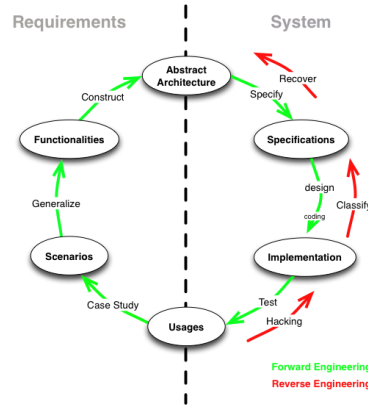 Requirements
System
Abstract
Architecture
Recover
Construct
Specify
Functionalities
Specifications
design
Generalize
Classify
coding
Scenarios
Implementation
Test
Case Study
Hacking
Usages
Forward Engineering
Reverse Engineering